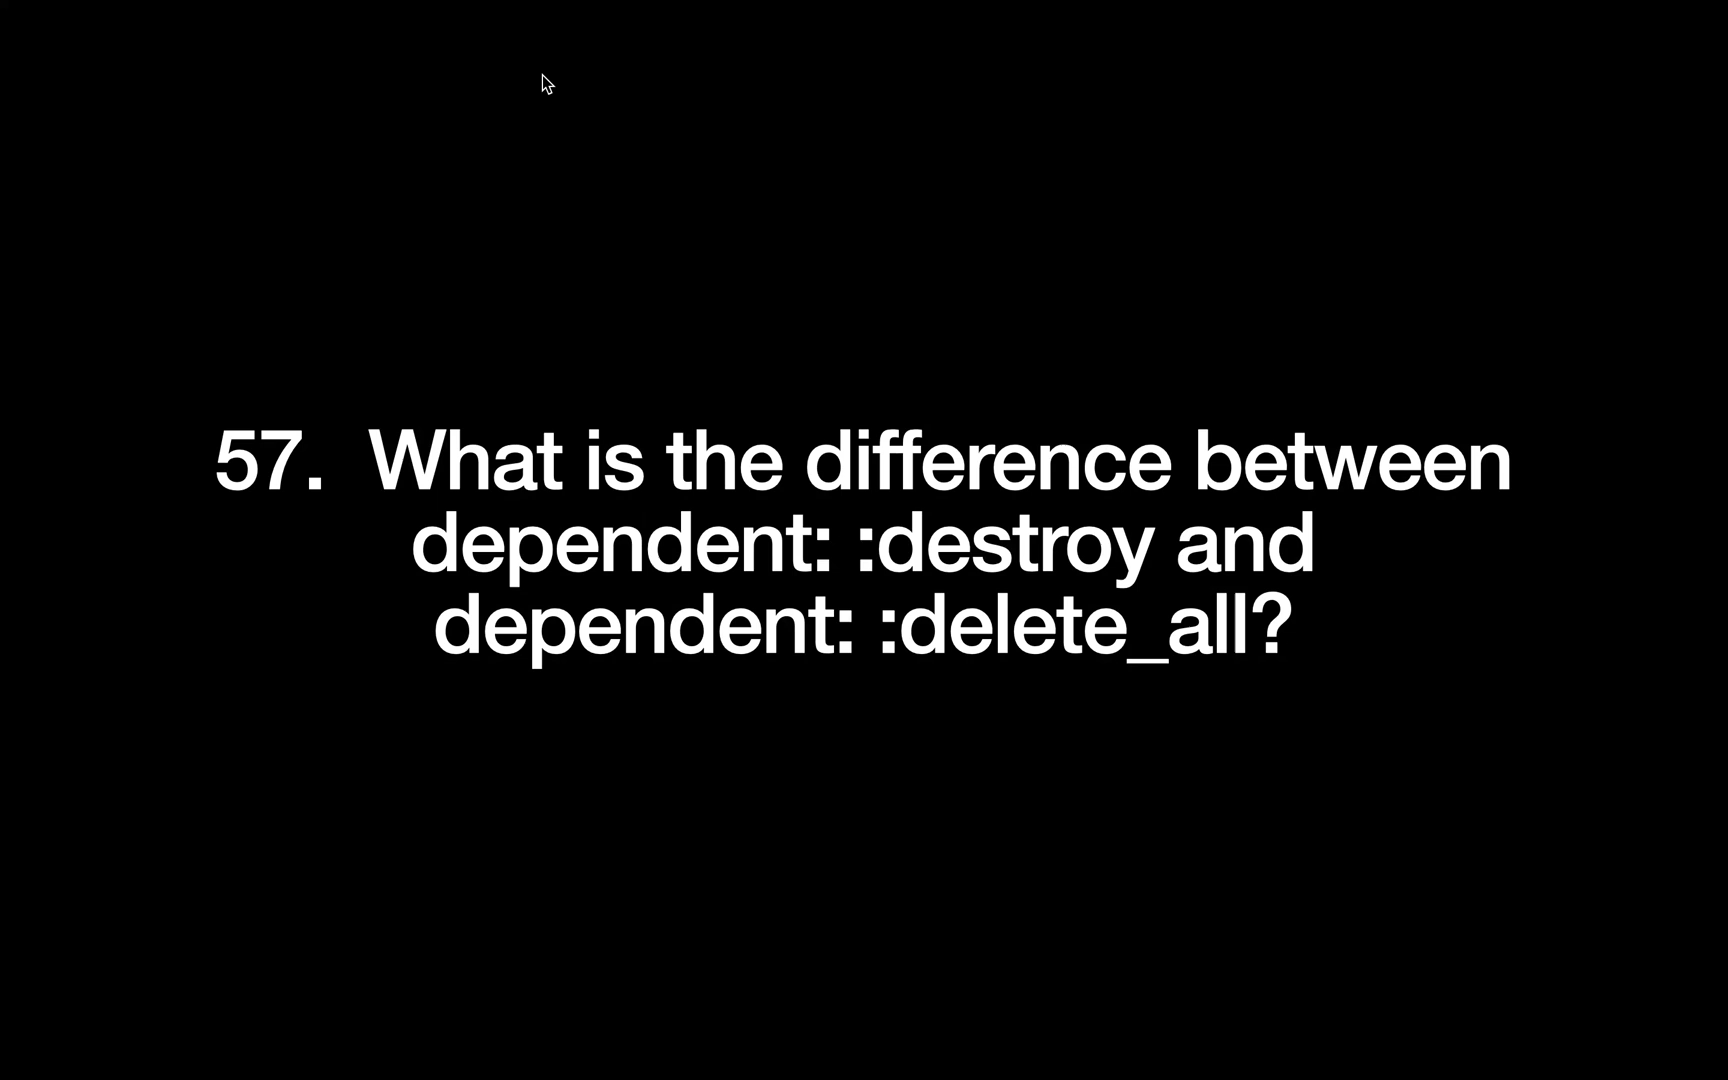 57.  What is the difference between
dependent: :destroy and
dependent: :delete_all?